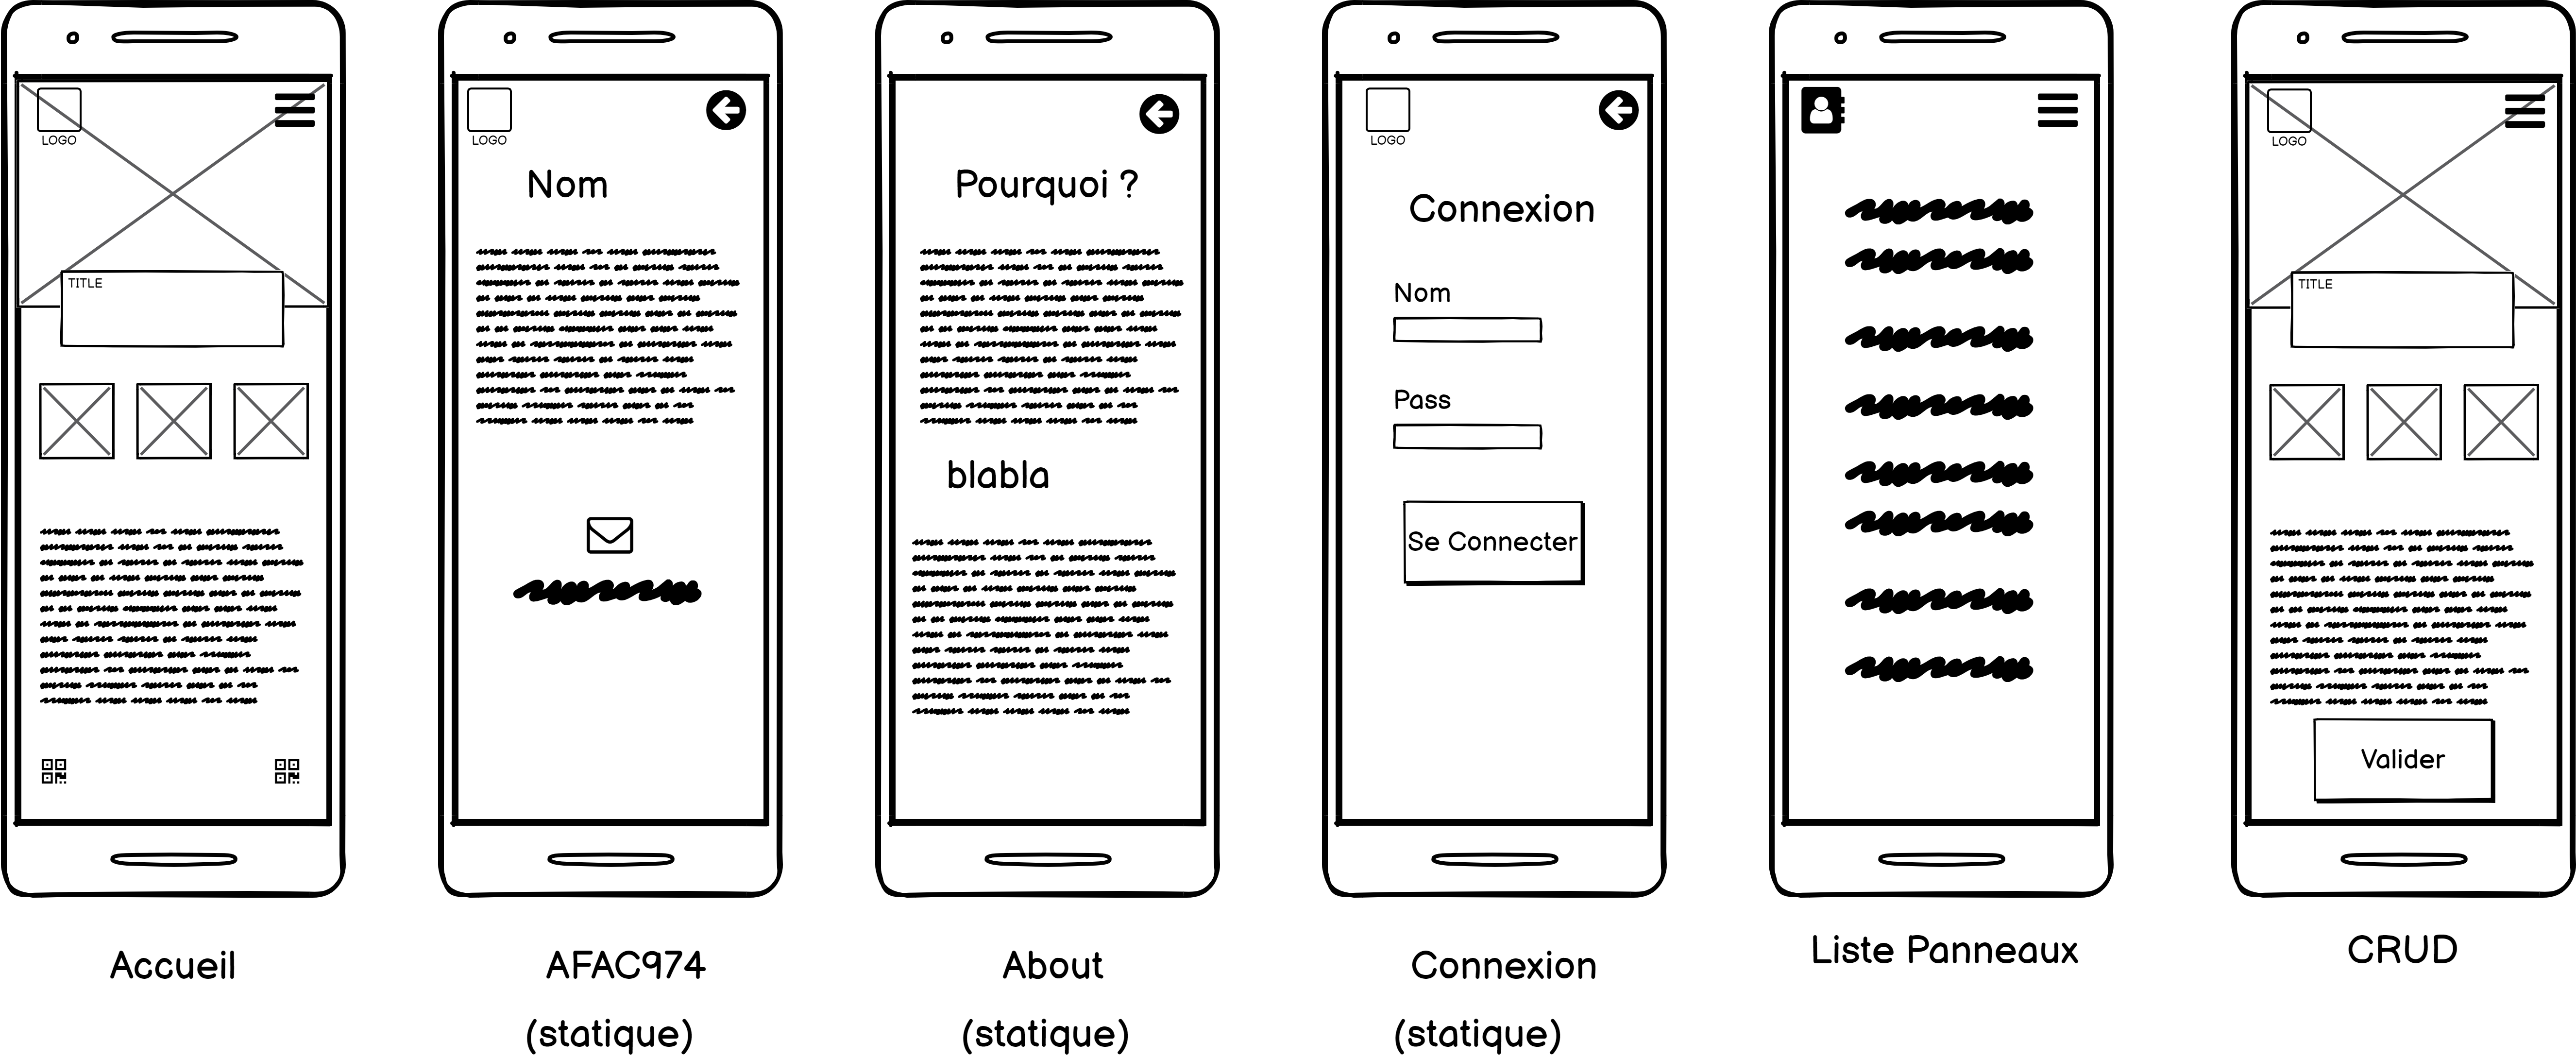 LOGO
TITLE
Accueil
LOGO
Nom
AFAC974
(statique)
Pourquoi ?
blabla
About
(statique)
LOGO
Connexion
Nom
Pass
Se Connecter
Connexion
(statique)
Liste Panneaux
LOGO
TITLE
Valider
CRUD